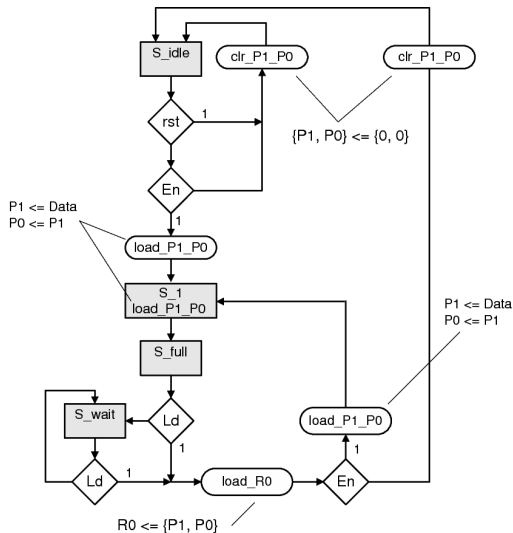 S_idle
clr_P1_P0
clr_P1_P0
rst
1
{P1, P0} <= {0, 0}
En
1
P1 <= Data
P0 <= P1
load_P1_P0
S_1
load_P1_P0
P1 <= Data
P0 <= P1
S_full
S_wait
Ld
load_P1_P0
1
1
Ld
1
load_R0
En
R0 <= {P1, P0}